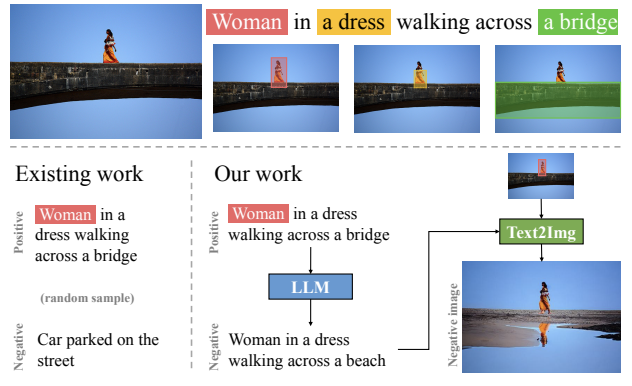 Woman in a dress walking across a bridge
Existing work
Our work
Positive
Woman in a
dress walking
across a bridge
(random sample)
Negative
Car parked on the
street
Positive
Woman in a dress
walking across a bridge
LLM
Negative
Woman in a dress
walking across a beach
Text2Img
Negative image